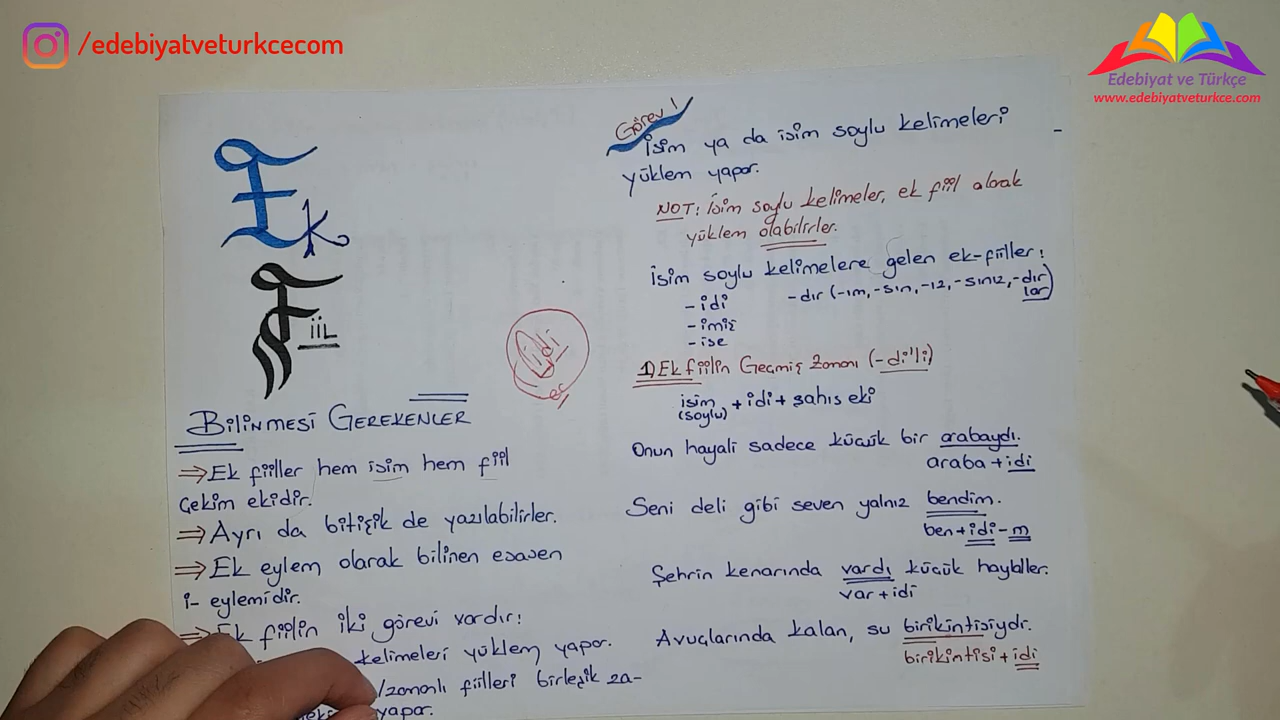 /edebiyatveturkcecom
Edebiyat ve Türkçe
www.edebiyatveturkce.com
Ek
FiiL
BiLiNMESİ GEREKENLER
⇒ Ek fiiller hem isim hem fiil
çekim ekidir.
⇒ Ayrı da bitişik de yazılabilirler.
⇒ Ek eylem olarak bilinen esasen
i- eylemidir.
⇒ Ek fiilin iki görevi vardır:
kelimeleri yüklem yapar.
/zamanlı fiilleri birleşik za-
yapar.
idi
Görev 1
İsim ya da isim soylu kelimeleri
yüklem yapar.
NOT: İsim soylu kelimeler, ek fiil alarak
yüklem olabilirler.
İsim soylu kelimelere gelen ek-fiiller:
-idi -dır (-ım, -sın, -ız, -sınız, -dır
lar)
-imiş
-ise
1) Ek fiilin Geçmiş Zamanı (-di'li)
isim + idi + şahıs eki
(soylu)
Onun hayali sadece küçük bir arabaydı.
araba + idi
Seni deli gibi seven yalnız bendim.
ben + idi - m
Şehrin kenarında vardı küçük hayaller.
var + idi
Avuçlarında kalan, su birikintisiydi.
birikintisi + idi